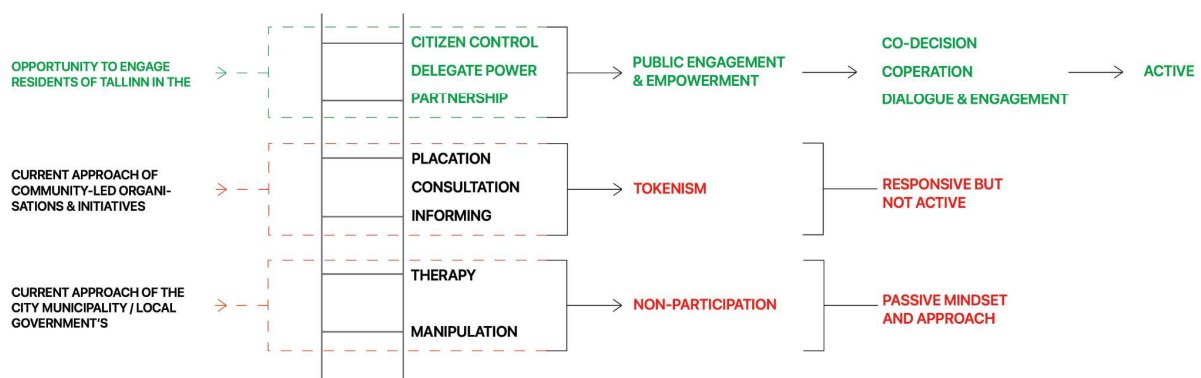 OPPORTUNITY TO ENGAGE
RESIDENTS OF TALLINN IN THE
CITIZEN CONTROL
DELEGATE POWER
PARTNERSHIP
PUBLIC ENGAGEMENT
& EMPOWERMENT
CO-DECISION
COPERATION
DIALOGUE & ENGAGEMENT
ACTIVE
CURRENT APPROACH OF
COMMUNITY-LED ORGANI-
SATIONS & INITIATIVES
PLACATION
CONSULTATION
INFORMING
TOKENISM
RESPONSIVE BUT
NOT ACTIVE
CURRENT APPROACH OF THE
CITY MUNICIPALITY / LOCAL
GOVERNMENT'S
THERAPY
MANIPULATION
NON-PARTICIPATION
PASSIVE MINDSET
AND APPROACH